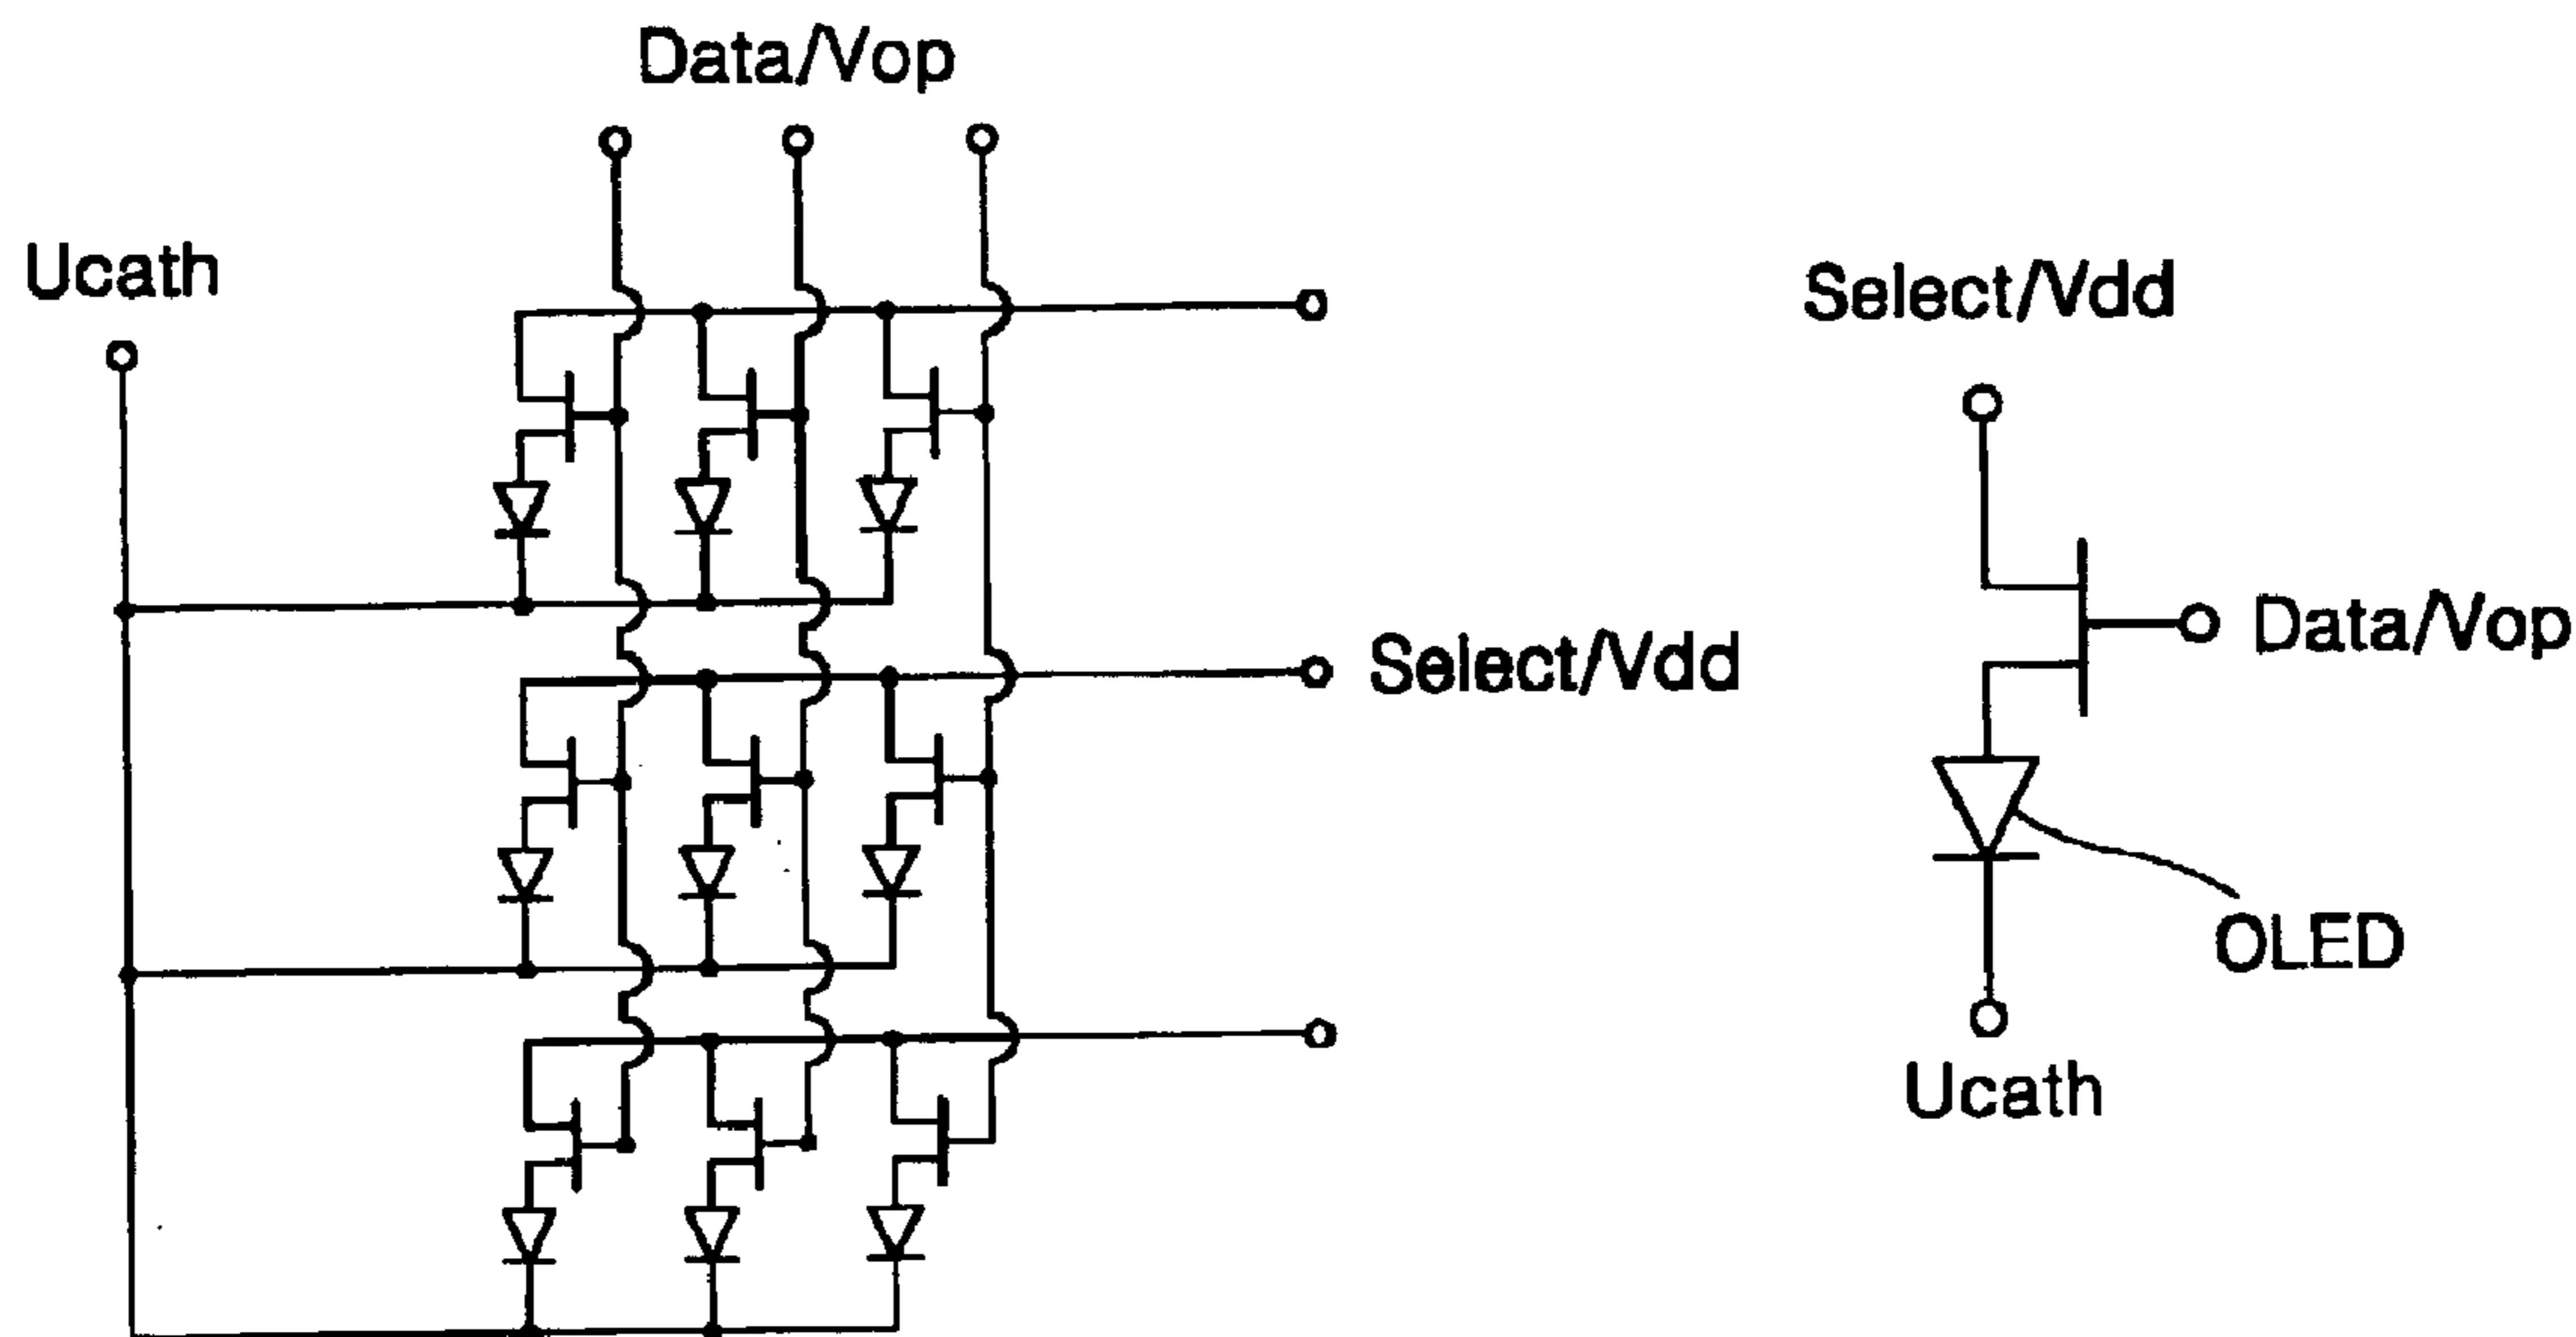 Data/Vop
Ucath
Select/Vdd
Select/Vdd
Data/Vop
OLED
Ucath